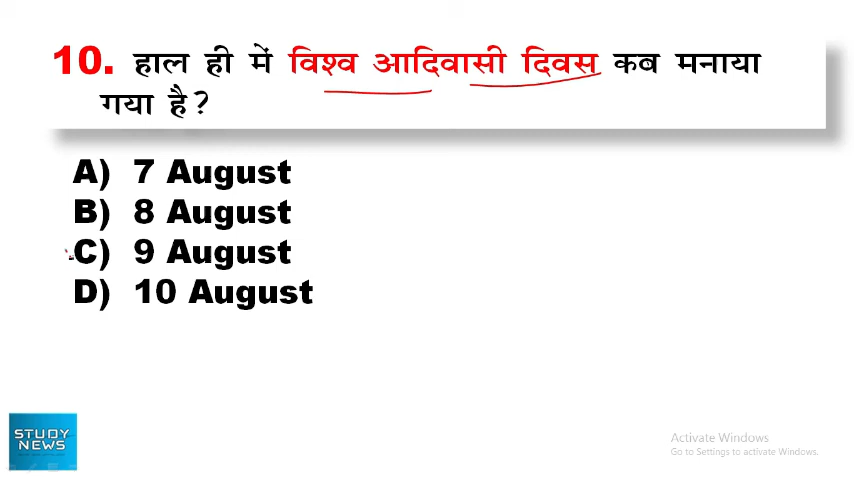 10. हाल ही में विश्व आदिवासी दिवस कब मनाया
गया है?
A) 7 August
B) 8 August
C) 9 August
D) 10 August
STUDY
NEWS
Activate Windows
Go to Settings to activate Windows.